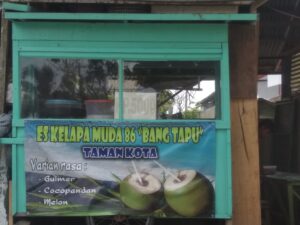 ES KELAPA MUDA 86 "BANG TAPU"
TAMAN KOTA
Varian rasa :
- Gulmer
- Cocopandan
- Melon